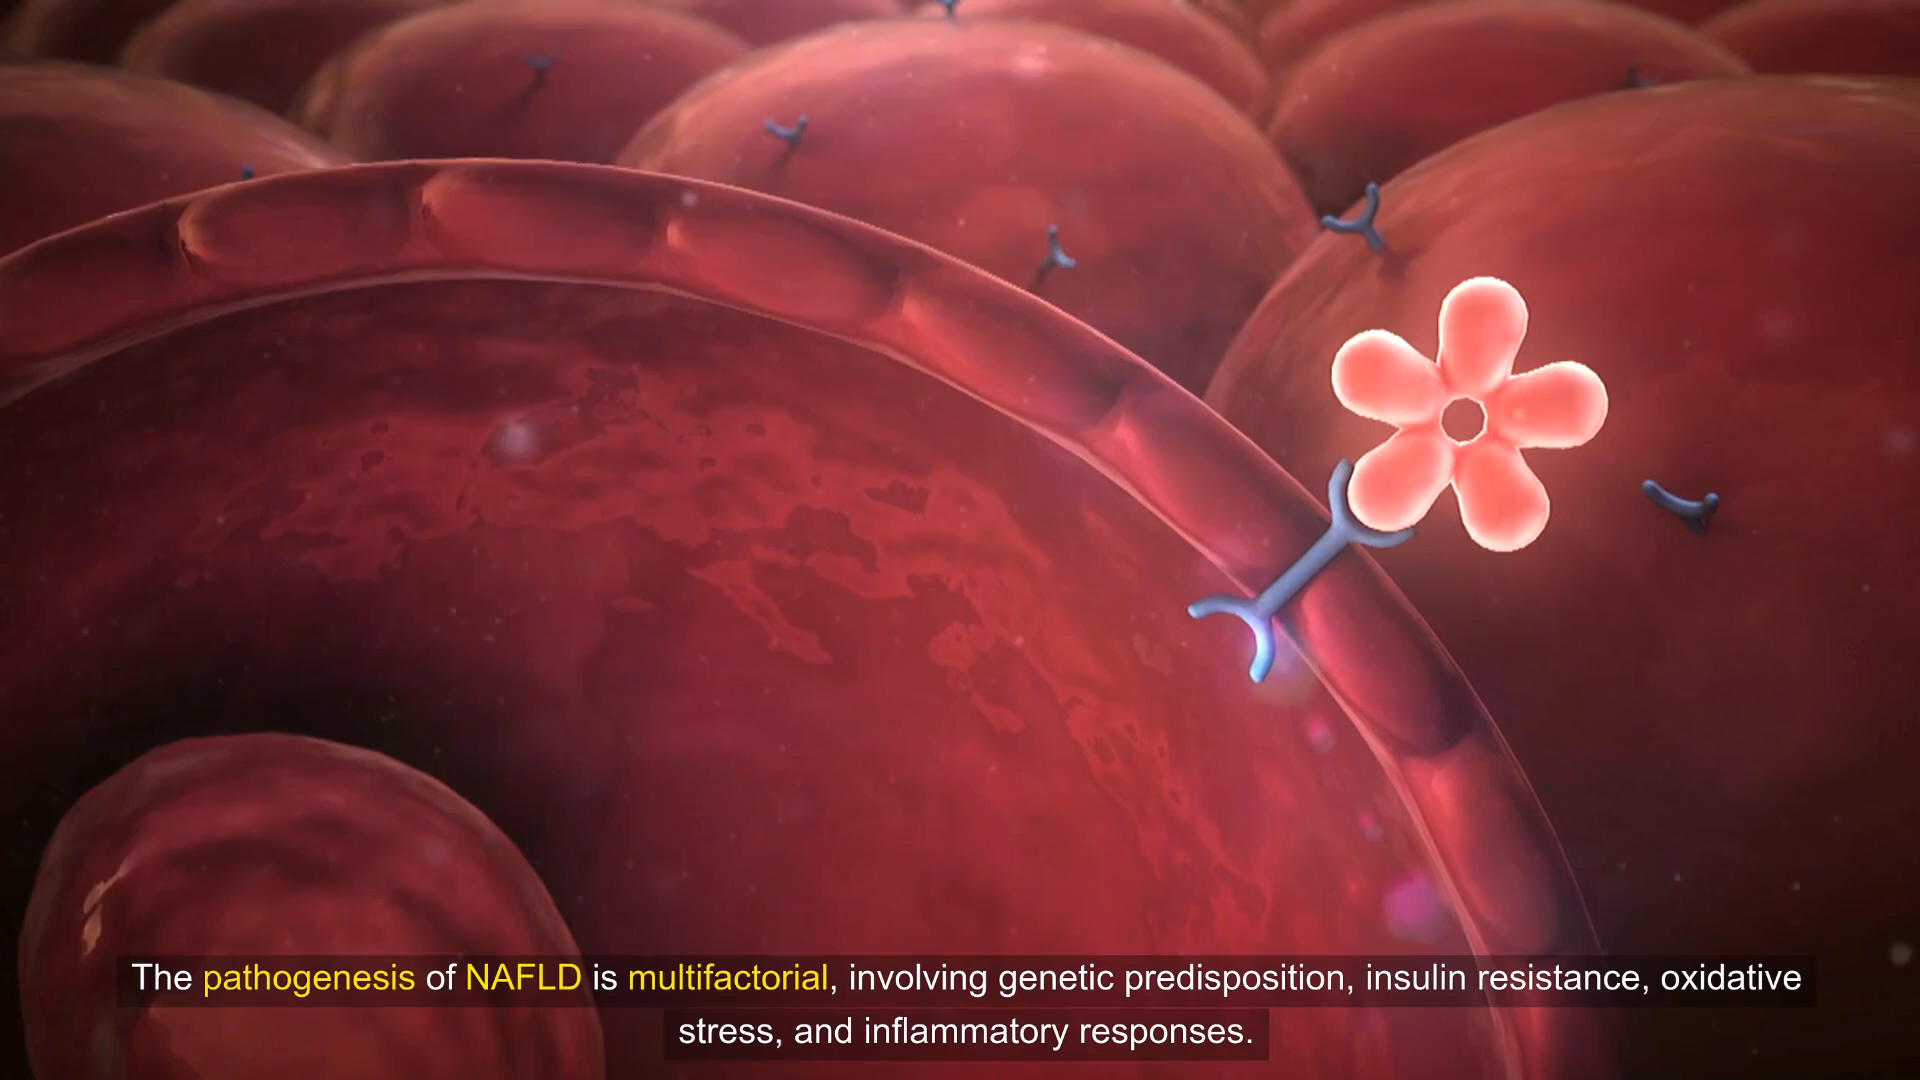 The pathogenesis of NAFLD is multifactorial, involving genetic predisposition, insulin resistance, oxidative
stress, and inflammatory responses.